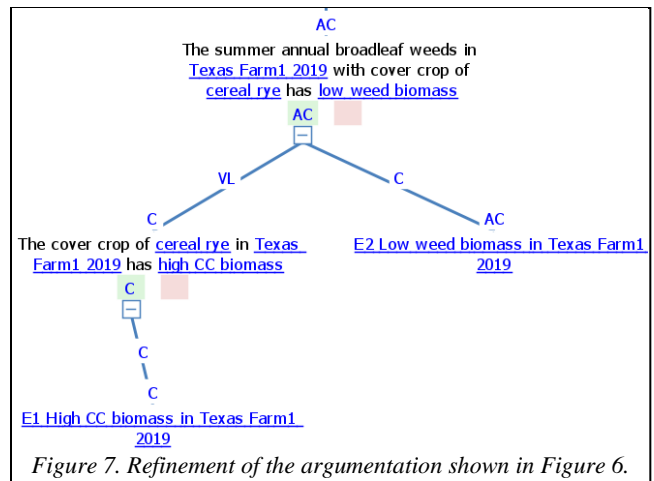 AC
The summer annual broadleaf weeds in
Texas Farm1 2019 with cover crop of
cereal rye has low weed biomass
AC
VL
C
C
AC
The cover crop of cereal rye in Texas
Farm1 2019 has high CC biomass
E2 Low weed biomass in Texas Farm1
2019
C
C
C
E1 High CC biomass in Texas Farm1
2019
Figure 7. Refinement of the argumentation shown in Figure 6.